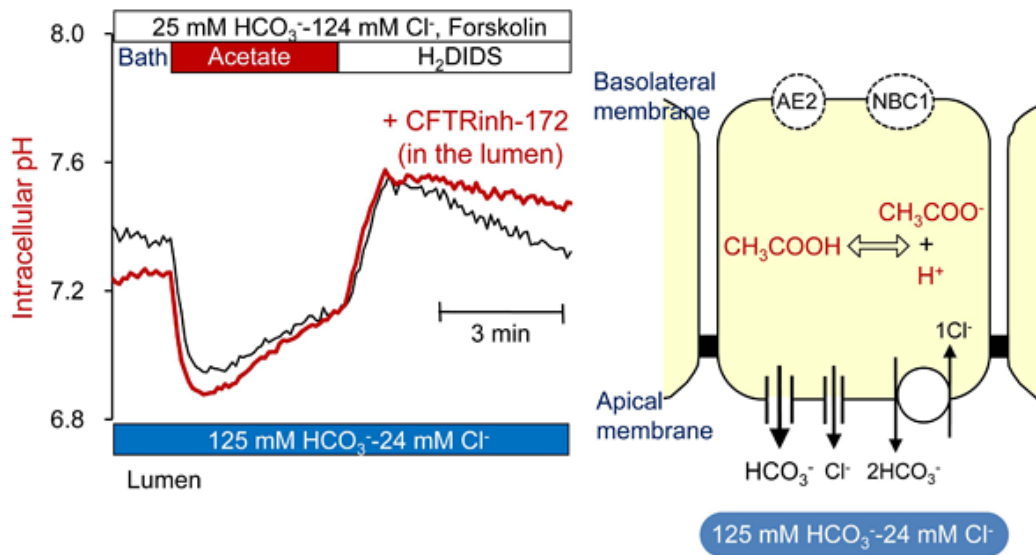 8.0
7.6
7.2
6.8
Intracellular pH
25 mM HCO₃⁻-124 mM Cl⁻, Forskolin
Bath
Acetate
H₂DIDS
+ CFTRinh-172
(in the lumen)
3 min
125 mM HCO₃⁻-24 mM Cl⁻
Lumen
Basolateral
membrane
AE2
NBC1
CH₃COOH
CH₃COO⁻
+
H⁺
1Cl⁻
Apical
membrane
HCO₃⁻
Cl⁻
2HCO₃⁻
125 mM HCO₃⁻-24 mM Cl⁻